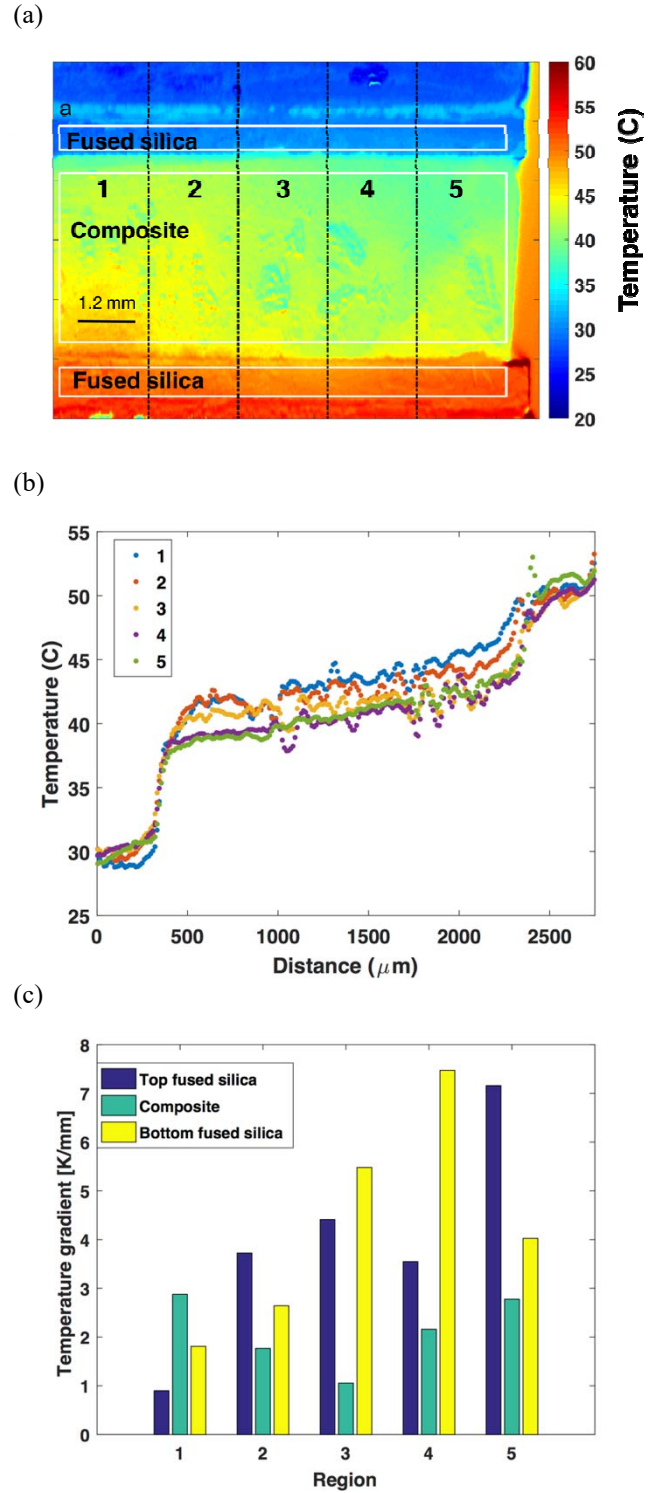 (a)
a
Fused silica
1 2 3 4 5
Composite
1.2 mm
Fused silica
60
55
50
45
40
35
30
25
20
Temperature (C)
(b)
55
50
45
40
35
30
25
1
2
3
4
5
Temperature (C)
0 500 1000 1500 2000 2500
Distance (μm)
(c)
8
7
6
5
4
3
2
1
0
Top fused silica
Composite
Bottom fused silica
Temperature gradient [K/mm]
1 2 3 4 5
Region